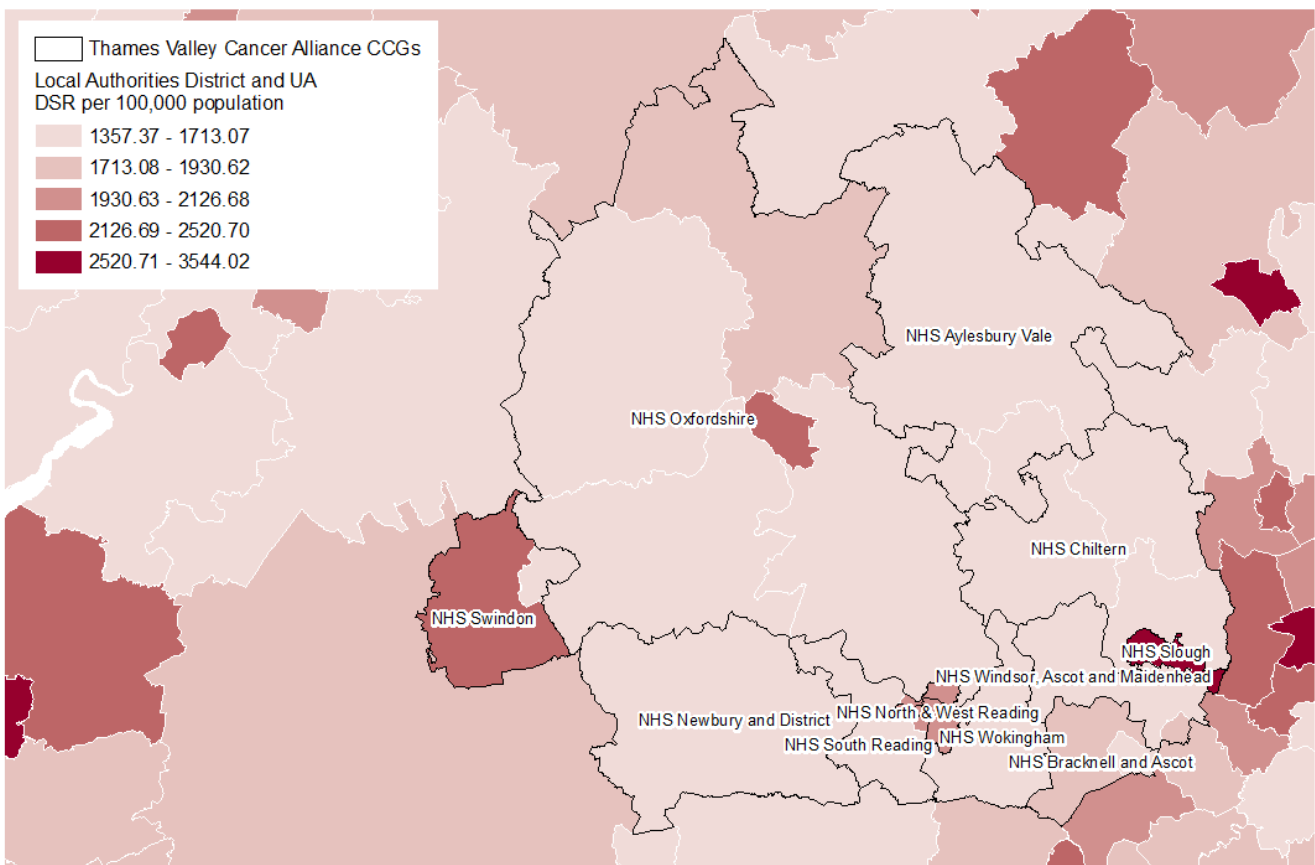 Thames Valley Cancer Alliance CCGs
Local Authorities District and UA
DSR per 100,000 population
1357.37 - 1713.07
1713.08 - 1930.62
1930.63 - 2126.68
2126.69 - 2520.70
2520.71 - 3544.02
NHS Aylesbury Vale
NHS Oxfordshire
NHS Chiltern
NHS Swindon
NHS Slough
NHS Windsor, Ascot and Maidenhead
NHS North & West Reading
NHS Newbury and District
NHS Wokingham
NHS South Reading
NHS Bracknell and Ascot